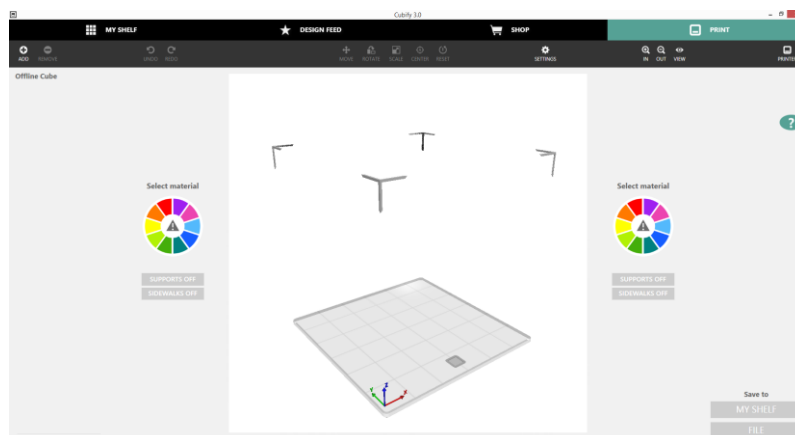 Cubify 3.0
MY SHELF
DESIGN FEED
SHOP
PRINT
ADD REMOVE UNDO REDO MOVE ROTATE SCALE CENTER RESET SETTINGS IN OUT VIEW PRINTER
Offline Cube
?
Select material
Select material
SUPPORTS OFF
SUPPORTS OFF
SIDEWALKS OFF
SIDEWALKS OFF
Z
Y
X
Save to
MY SHELF
FILE